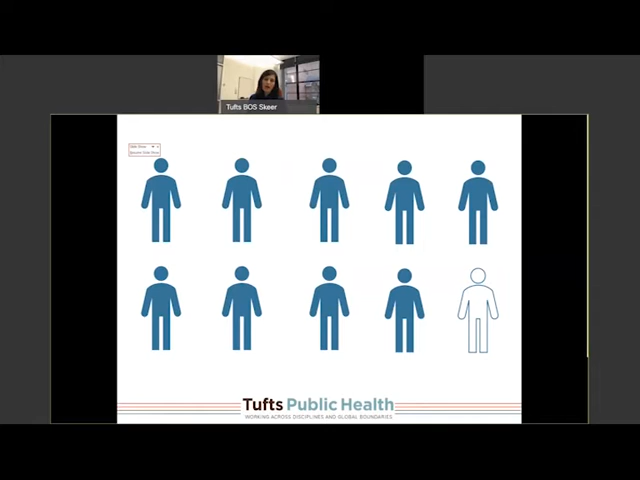 Tufts BOS Skeer
Tufts Public Health
WORKING ACROSS DISCIPLINES AND GLOBAL BOUNDARIES